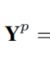 Y^p =